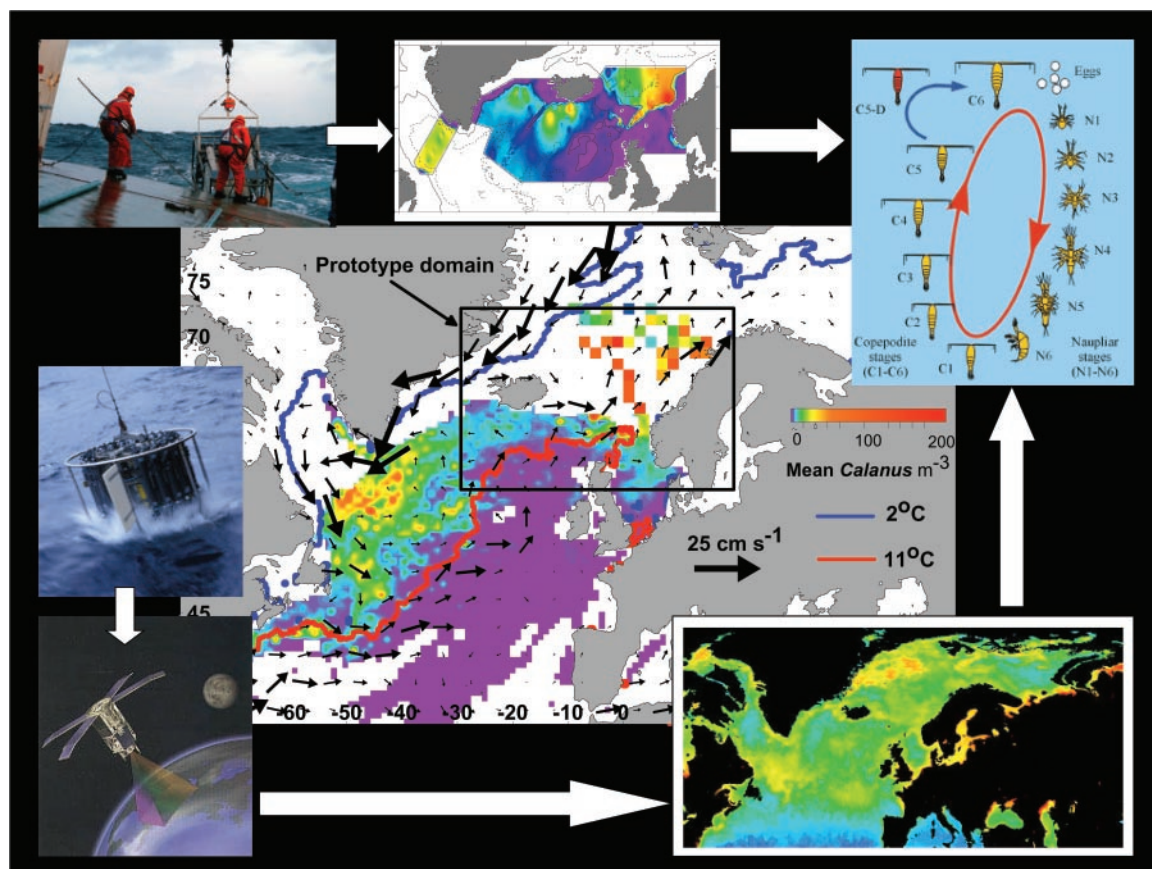 Eggs
C5-D
C6
N1
C5
N2
N3
C4
N4
C3
N5
C2
N6
C1
Copepodite
stages
(C1-C6)
Naupliar
stages
(N1-N6)
Prototype domain
75
70
45
-60 -50 -40 -30 -20 -10 0
0 100 200
Mean Calanus m-3
2oC
25 cm s-1
11oC